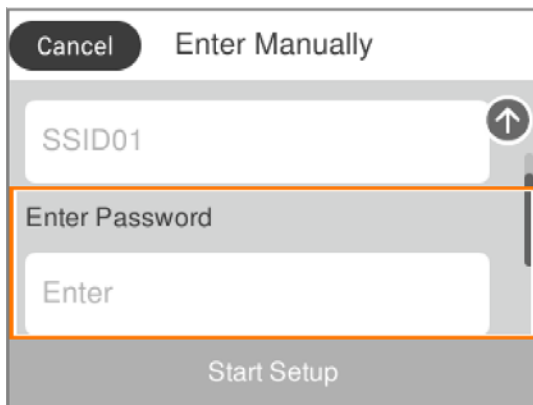 Cancel Enter Manually
SSID01
Enter Password
Enter
Start Setup